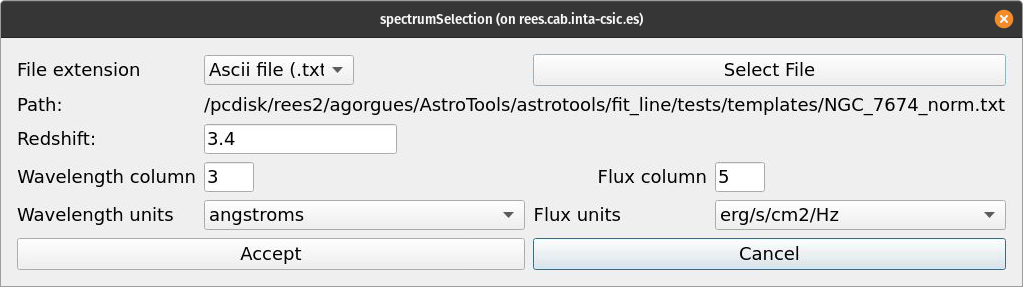 spectrumSelection (on rees.cab.inta-csic.es)
File extension Ascii file (.txt Select File
Path: /pcdisk/rees2/agorgues/AstroTools/astrotools/fit_line/tests/templates/NGC_7674_norm.txt
Redshift: 3.4
Wavelength column 3 Flux column 5
Wavelength units angstroms Flux units erg/s/cm2/Hz
Accept Cancel